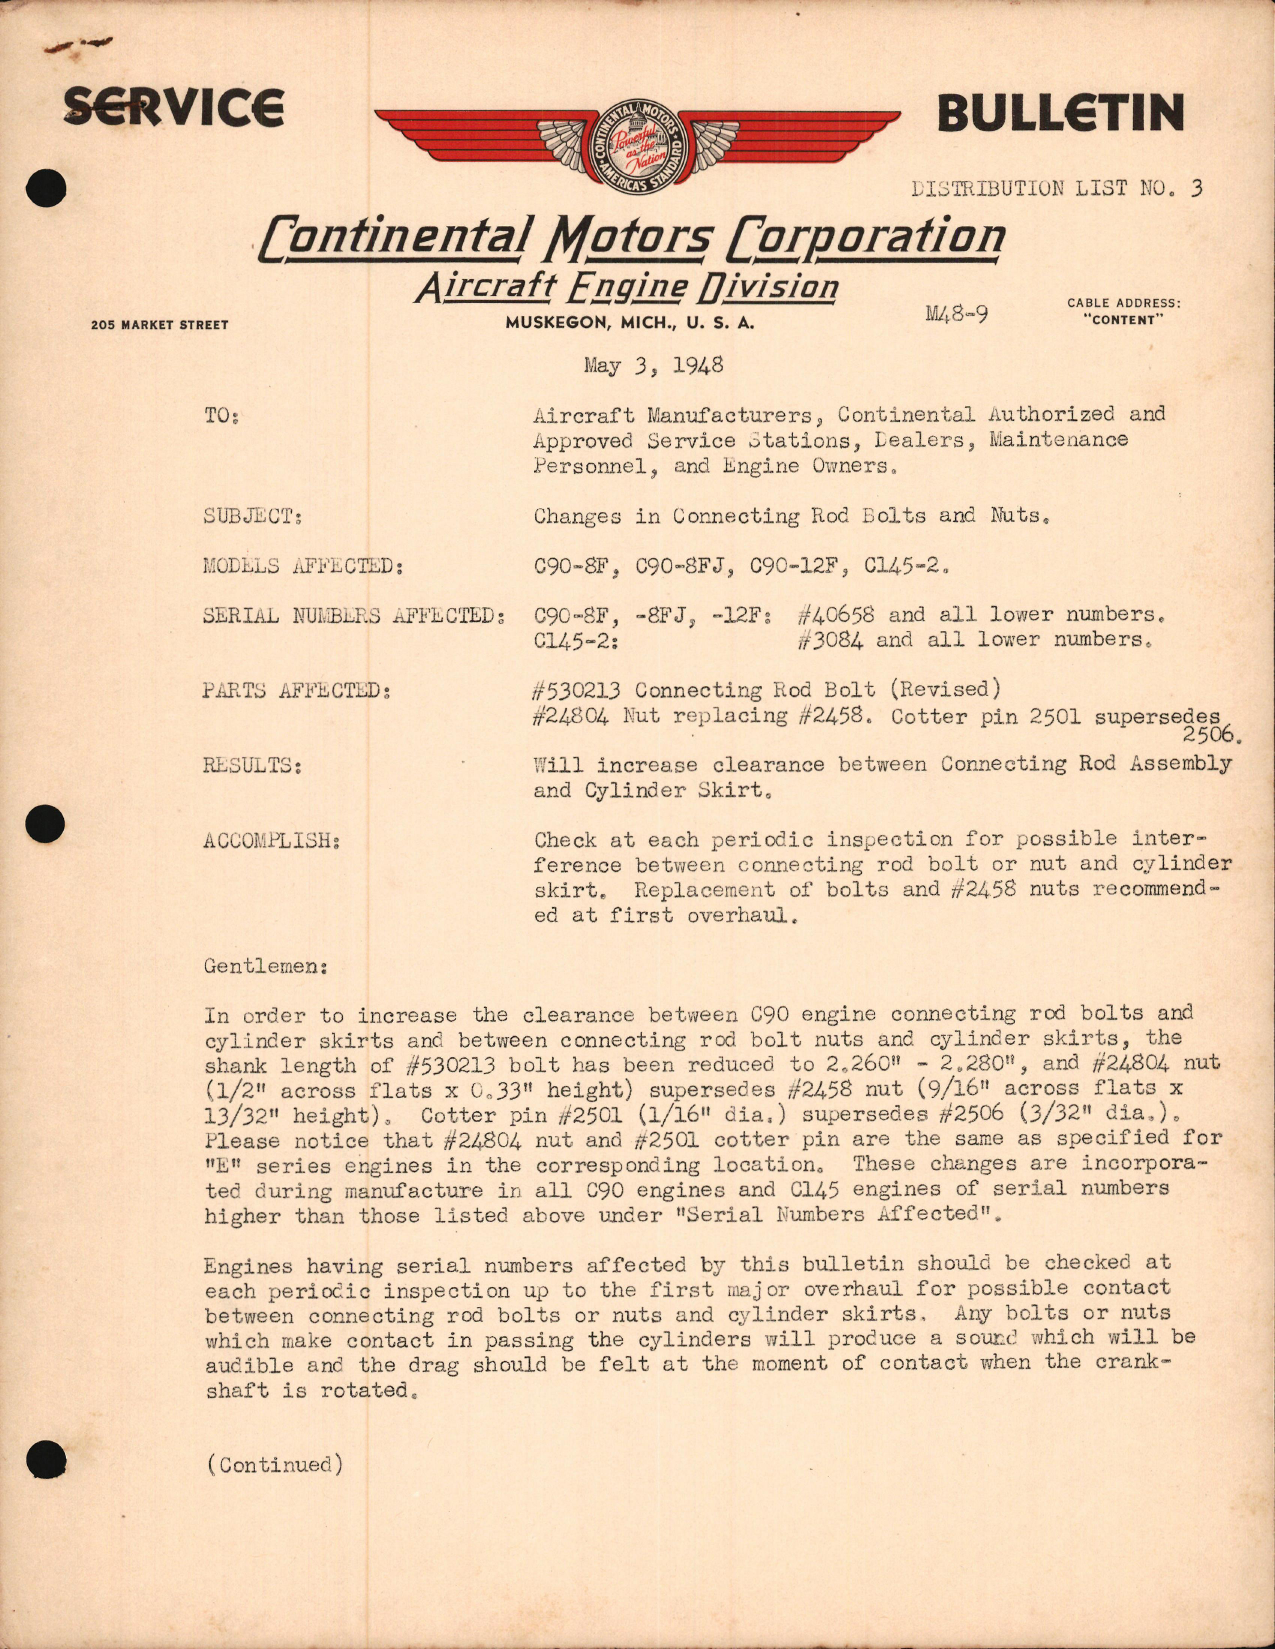 SERVICE
BULLETIN
CONTINENTAL MOTORS
Powerful
as the
Nation
AMERICA'S STANDARD
DISTRIBUTION LIST NO. 3
Continental Motors Corporation
Aircraft Engine Division
205 MARKET STREET
MUSKEGON, MICH., U. S. A.
M48-9
CABLE ADDRESS:
"CONTENT"
May 3, 1948
TO: Aircraft Manufacturers, Continental Authorized and
Approved Service Stations, Dealers, Maintenance
Personnel, and Engine Owners.
SUBJECT: Changes in Connecting Rod Bolts and Nuts.
MODELS AFFECTED: C90-8F, C90-8FJ, C90-12F, C145-2.
SERIAL NUMBERS AFFECTED: C90-8F, -8FJ, -12F: #40658 and all lower numbers.
C145-2: #3084 and all lower numbers.
PARTS AFFECTED: #530213 Connecting Rod Bolt (Revised)
#24804 Nut replacing #2458. Cotter pin 2501 supersedes
2506.
RESULTS: Will increase clearance between Connecting Rod Assembly
and Cylinder Skirt.
ACCOMPLISH: Check at each periodic inspection for possible inter-
ference between connecting rod bolt or nut and cylinder
skirt. Replacement of bolts and #2458 nuts recommend-
ed at first overhaul.
Gentlemen:
In order to increase the clearance between C90 engine connecting rod bolts and
cylinder skirts and between connecting rod bolt nuts and cylinder skirts, the
shank length of #530213 bolt has been reduced to 2.260" - 2.280", and #24804 nut
(1/2" across flats x 0.33" height) supersedes #2458 nut (9/16" across flats x
13/32" height). Cotter pin #2501 (1/16" dia.) supersedes #2506 (3/32" dia.).
Please notice that #24804 nut and #2501 cotter pin are the same as specified for
"E" series engines in the corresponding location. These changes are incorpora-
ted during manufacture in all C90 engines and C145 engines of serial numbers
higher than those listed above under "Serial Numbers Affected".
Engines having serial numbers affected by this bulletin should be checked at
each periodic inspection up to the first major overhaul for possible contact
between connecting rod bolts or nuts and cylinder skirts. Any bolts or nuts
which make contact in passing the cylinders will produce a sound which will be
audible and the drag should be felt at the moment of contact when the crank-
shaft is rotated.
(Continued)